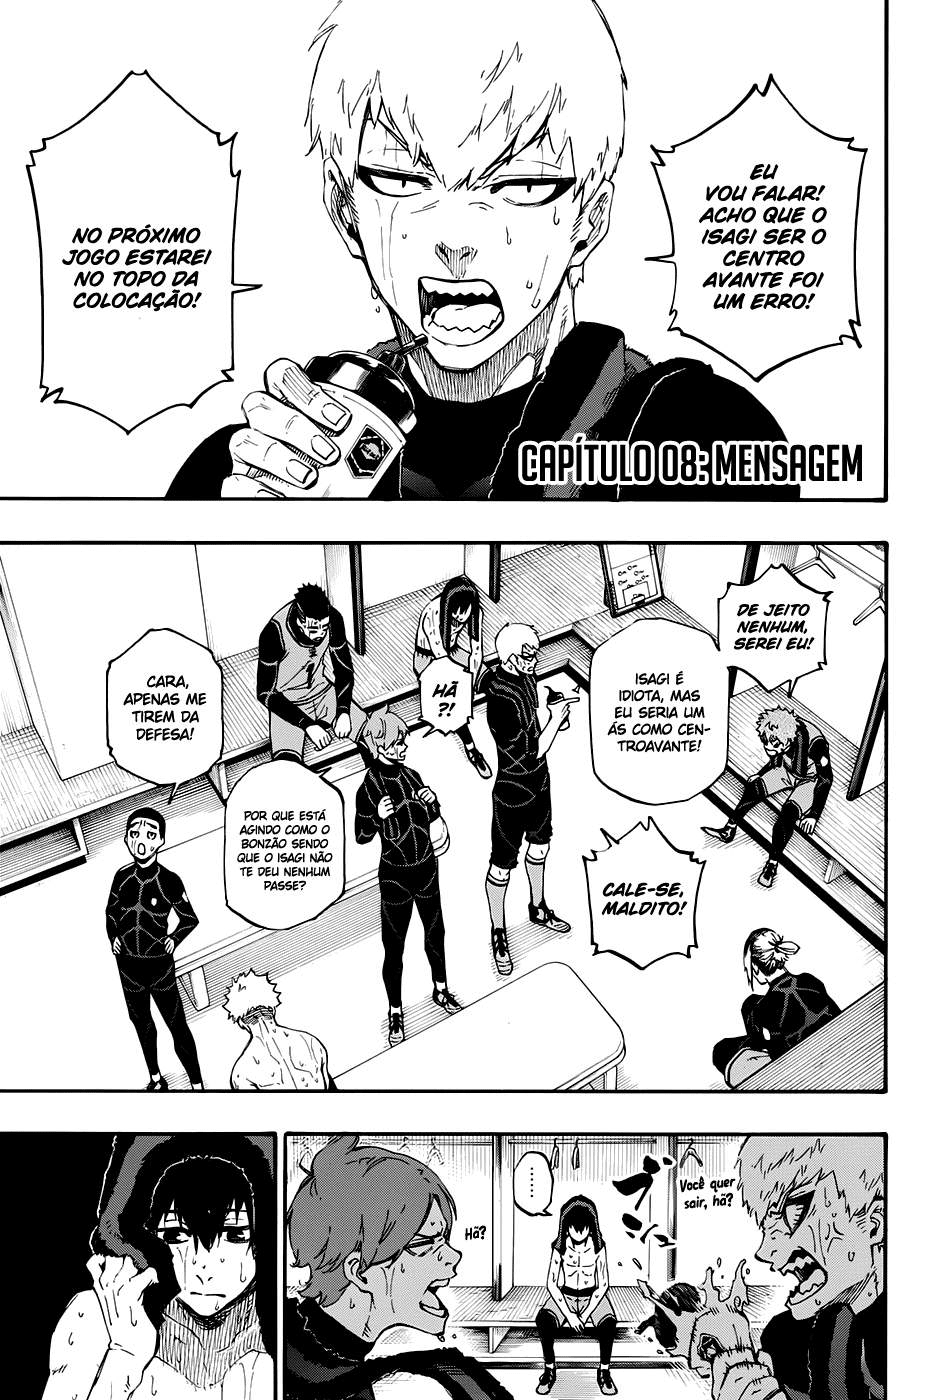 EU
VOU FALAR!
ACHO QUE O
ISAGI SER O
CENTRO
AVANTE FOI
UM ERRO!
NO PRÓXIMO
JOGO ESTAREI
NO TOPO DA
COLOCAÇÃO!
CAPÍTULO 08: MENSAGEM
DE JEITO
NENHUM,
SEREI EU!
ISAGI É
IDIOTA, MAS
EU SERIA UM
ÁS COMO CEN-
TROAVANTE!
HÃ
?!
CARA,
APENAS ME
TIREM DA
DEFESA!
POR QUE ESTÁ
AGINDO COMO O
BONZÃO SENDO
QUE O ISAGI NÃO
TE DEU NENHUM
PASSE?
CALE-SE,
MALDITO!
Você quer
sair, hã?
......
Hã?